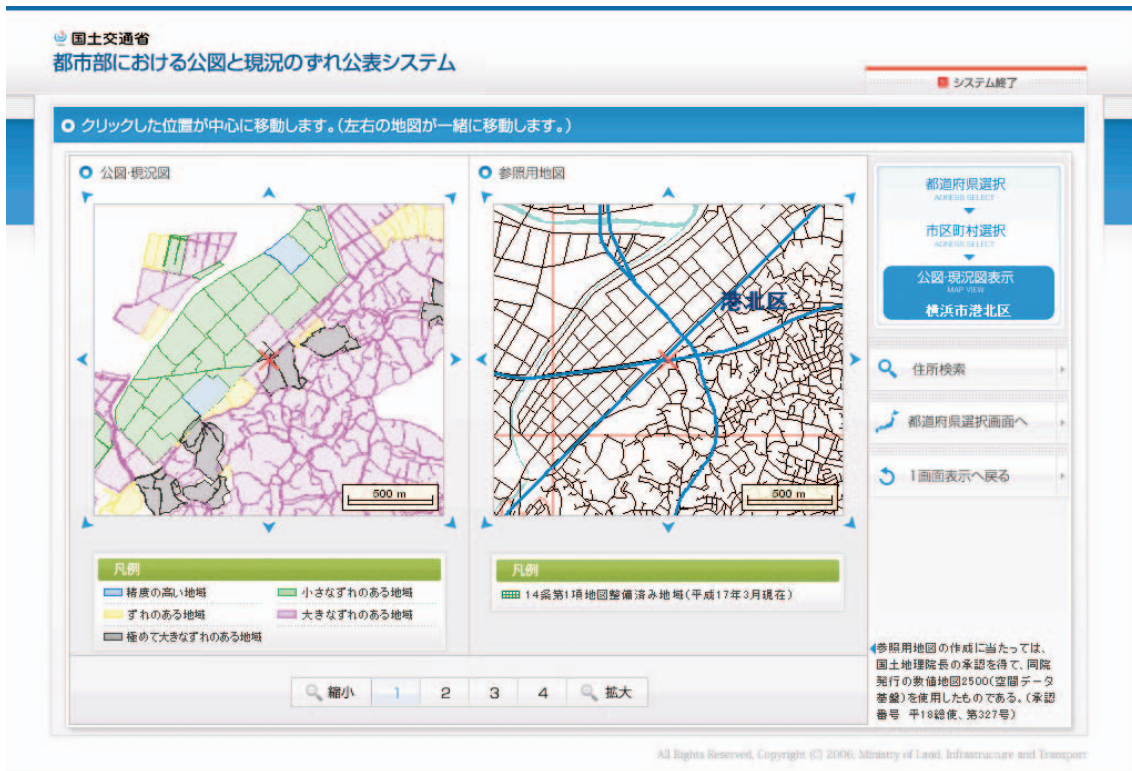 国土交通省
都市部における公図と現況のずれ公表システム
システム終了
クリックした位置が中心に移動します。(左右の地図が一緒に移動します。)
公図・現況図
500 m
凡例
精度の高い地域
小さなずれのある地域
ずれのある地域
大きなずれのある地域
極めて大きなずれのある地域
参照用地図
港北区
500 m
凡例
14条第1項地図整備済み地域(平成17年3月現在)
縮小 1 2 3 4 拡大
都道府県選択
ADRESS SELECT
市区町村選択
ADRESS SELECT
公図・現況図表示
MAP VIEW
横浜市港北区
住所検索
都道府県選択画面へ
1画面表示へ戻る
参照用地図の作成に当たっては、
国土地理院長の承認を得て、同院
発行の数値地図2500(空間データ
基盤)を使用したものである。(承認
番号 平18総使、第327号)
All Rights Reserved, Copyright (C) 2006, Ministry of Land, Infrastructure and Transport